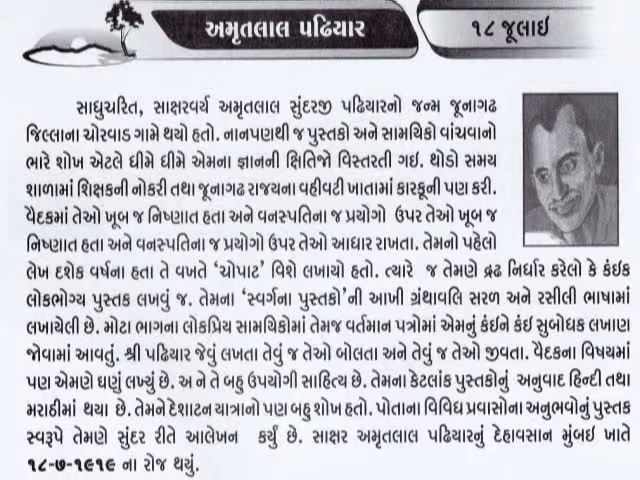 અમૃતલાલ પઢિયાર
૧૮ જૂલાઇ
સાધુચરિત, સાક્ષરવર્ય અમૃતલાલ સુંદરજી પઢિયારનો જન્મ જૂનાગઢ
જિલ્લાના ચોરવાડ ગામે થયો હતો. નાનપણથી જ પુસ્તકો અને સામયિકો વાંચવાનો
ભારે શોખ એટલે ધીમે ધીમે એમના જ્ઞાનની ક્ષિતિજો વિસ્તરતી ગઇ. થોડો સમય
શાળામાં શિક્ષકની નોકરી તથા જૂનાગઢ રાજયના વહીવટી ખાતામાં કારકૂની પણ કરી.
વૈદકમાં તેઓ ખૂબ જ નિષ્ણાત હતા અને વનસ્પતિના જ પ્રયોગો ઉપર તેઓ ખૂબ જ
નિષ્ણાત હતા અને વનસ્પતિના જ પ્રયોગો ઉપર તેઓ આધાર રાખતા. તેમનો પહેલો
લેખ દશેક વર્ષના હતા તે વખતે ‘ચોપાટ’ વિશે લખાયો હતો. ત્યારે જ તેમણે દ્રઢ નિર્ધાર કરેલો કે કંઈક
લોકભોગ્ય પુસ્તક લખવું જ. તેમના ‘સ્વર્ગના પુસ્તકો’ની આખી ગ્રંથાવલિ સરળ અને રસીલી ભાષામાં
લખાયેલી છે. મોટા ભાગના લોકપ્રિય સામયિકોમાં તેમજ વર્તમાન પત્રોમાં એમનું કંઇને કંઇ સુબોધક લખાણ
જોવામાં આવતું. શ્રી પઢિયાર જેવું લખતા તેવું જ તેઓ બોલતા અને તેવું જ તેઓ જીવતા. વૈદકના વિષયમાં
પણ એમણે ઘણું લખ્યું છે. અ ને તે બહુ ઉપયોગી સાહિત્ય છે. તેમના કેટલાંક પુસ્તકોનું અનુવાદ હિન્દી તથા
મરાઠીમાં થયા છે. તેમને દેશાટન યાત્રાનો પણ બહુ શોખ હતો. પોતાના વિવિધ પ્રવાસોના અનુભવોનું પુસ્તક
સ્વરૂપે તેમણે સુંદર રીતે આલેખન કર્યું છે. સાક્ષર અમૃતલાલ પઢિયારનું દેહાવસાન મુંબઇ ખાતે
૧૮-૭-૧૯૧૯ ના રોજ થયું.